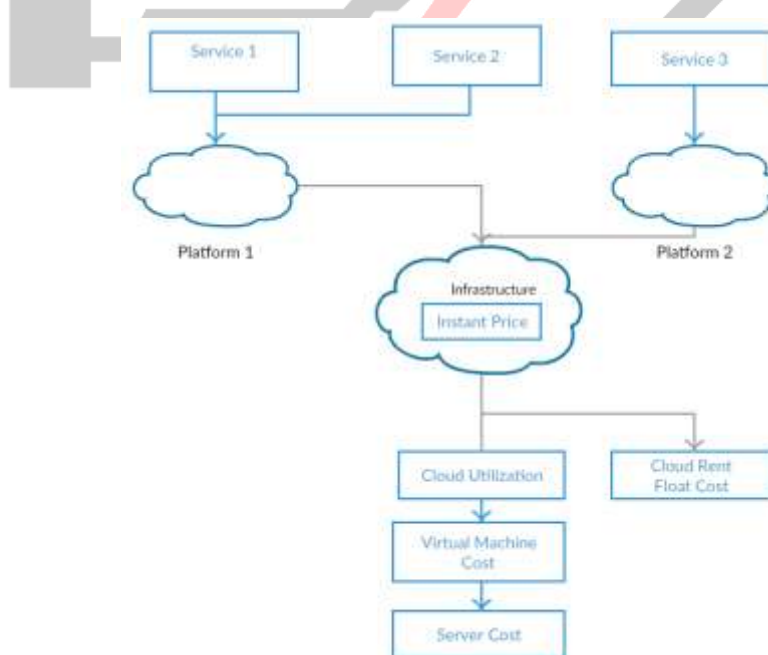 Service 1
Service 2
Service 3
Platform 1
Platform 2
Infrastructure
Instant Price
Cloud Utilization
Cloud Rent
Float Cost
Virtual Machine
Cost
Server Cost